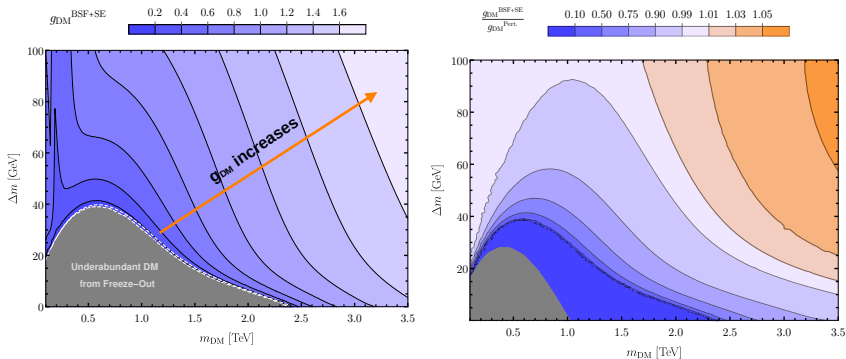 g_DM^BSF+SE 0.2 0.4 0.6 0.8 1.0 1.2 1.4 1.6
g_DM^BSF+SE / g_DM^Pert. 0.10 0.50 0.75 0.90 0.99 1.01 1.03 1.05
100
80
60
40
20
0
Δm [GeV]
g_DM increases
Underabundant DM
from Freeze-Out
0.5 1.0 1.5 2.0 2.5 3.0 3.5
m_DM [TeV]
100
80
60
40
20
Δm [GeV]
0.5 1.0 1.5 2.0 2.5 3.0 3.5
m_DM [TeV]